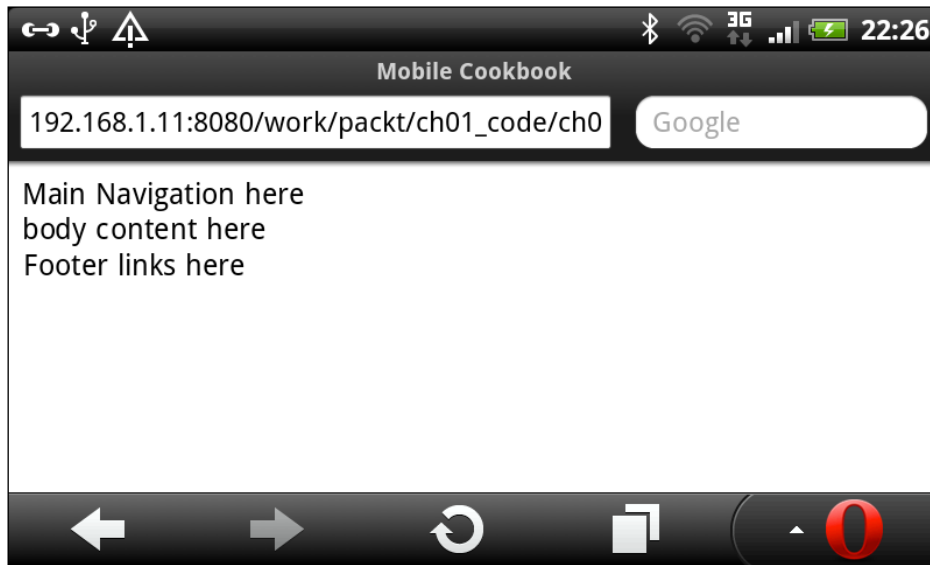 3G
22:26
Mobile Cookbook
192.168.1.11:8080/work/packt/ch01_code/ch0
Google
Main Navigation here
body content here
Footer links here